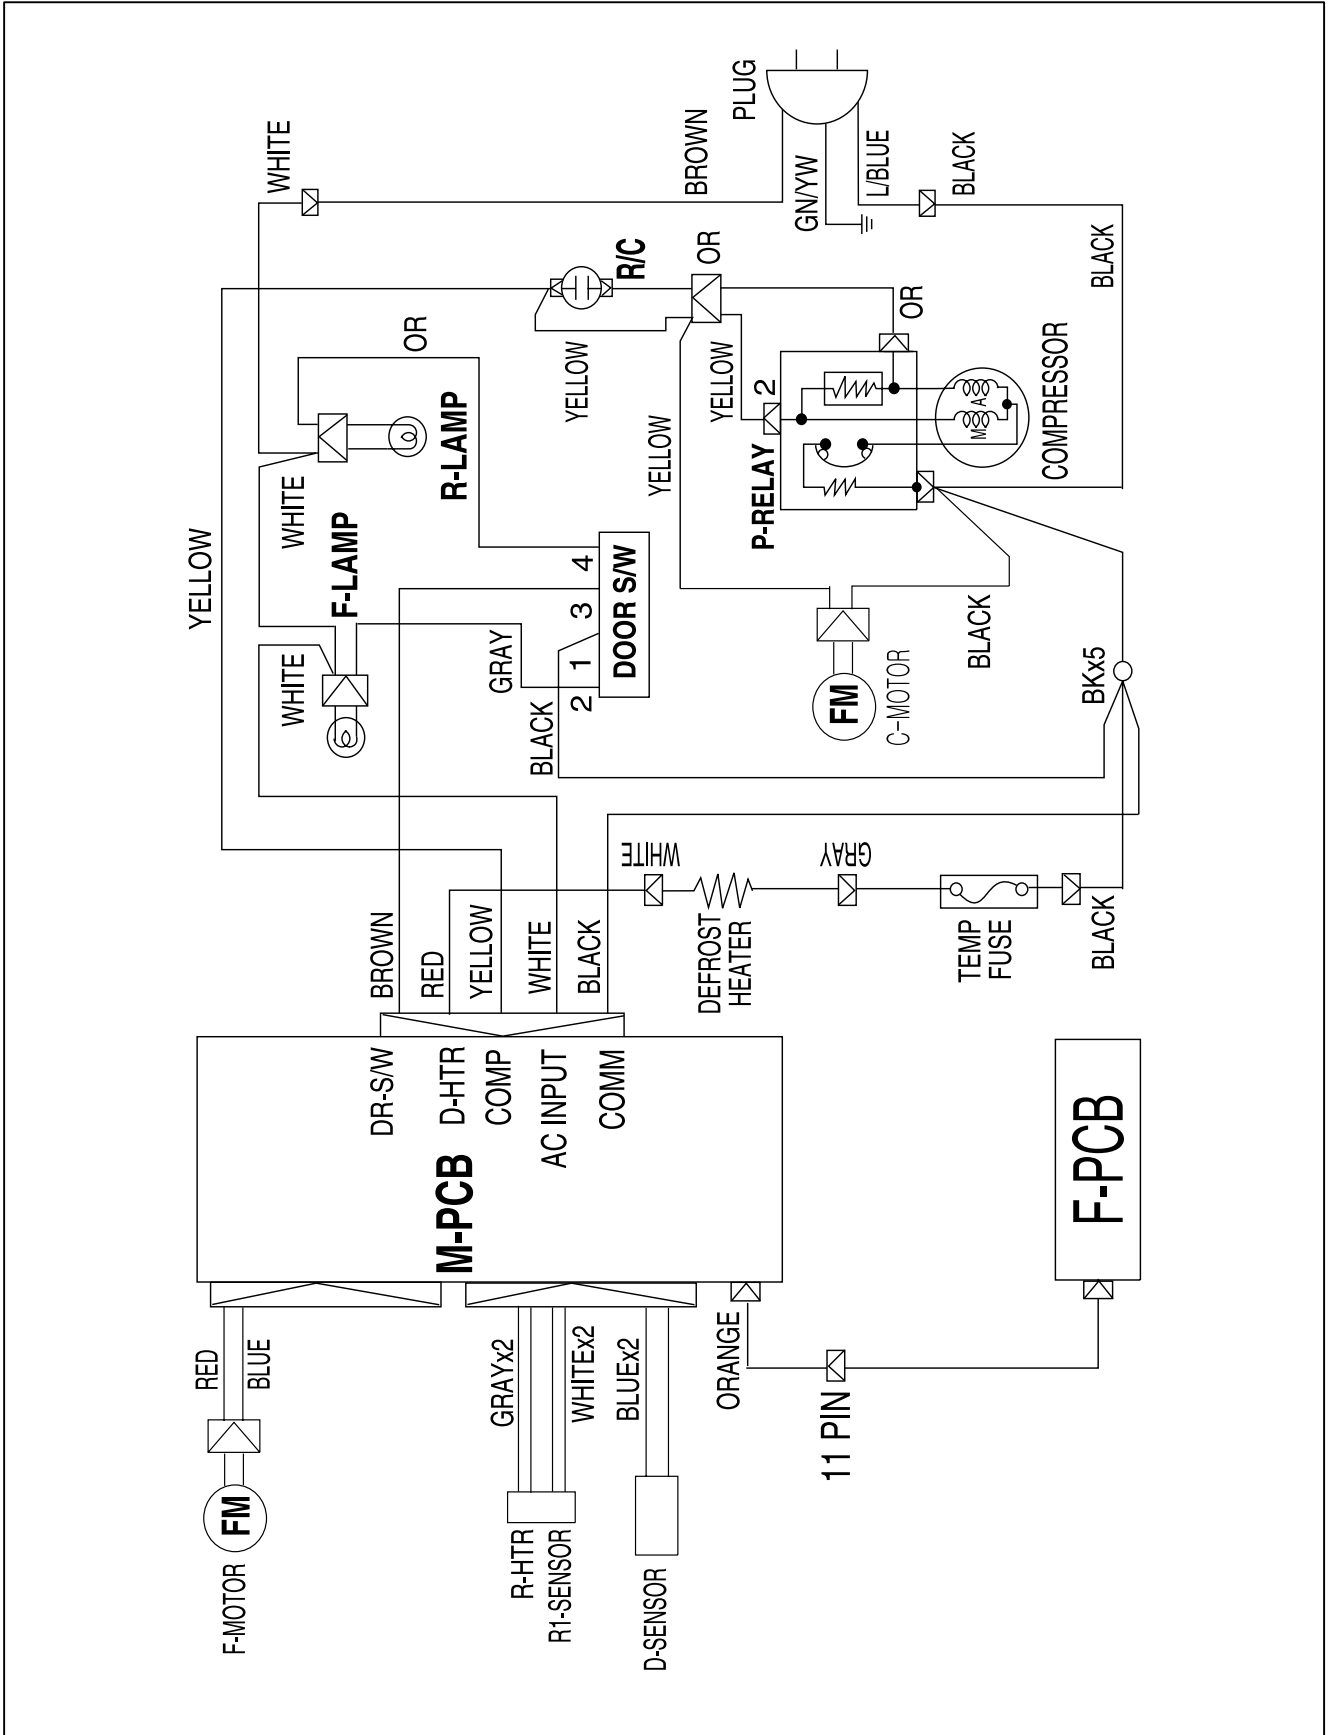 PLUG
WHITE
BROWN
GN/YW
L/BLUE
BLACK
BLACK
R/C
OR
OR
OR
YELLOW
YELLOW
YELLOW
R-LAMP
WHITE
P-RELAY
2
M
A
COMPRESSOR
YELLOW
F-LAMP
WHITE
GRAY
BLACK
2
1
3
4
DOOR S/W
FM
C-MOTOR
BLACK
BKx5
WHITE
GRAY
BROWN
RED
YELLOW
WHITE
BLACK
DEFROST
HEATER
TEMP
FUSE
BLACK
DR-S/W
D-HTR
COMP
AC INPUT
COMM
M-PCB
F-PCB
RED
BLUE
GRAYx2
WHITEx2
BLUEx2
ORANGE
11 PIN
FM
F-MOTOR
R-HTR
R1-SENSOR
D-SENSOR